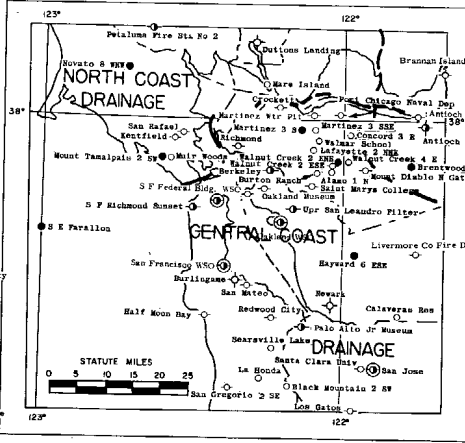 123°
122°
Petaluma Fire Sta No 2
Duttons Landing
Brannan Island
Novato 8 WNW
NORTH COAST
DRAINAGE
Mare Island
Crockett
Port Chicago Naval Dep
Antioch
38°
38°
Martinez Wtr Plt
San Rafael
Kentfield
Richmond
Martinez 3 S
Martinez 3 SSE
Concord 3 E
Antioch
Walmar School
Lafayette 2 NNE
Mount Tamalpais 2 SW
Muir Woods
Walnut Creek 2 ENE
Walnut Creek 4 E
Berkeley
Walnut Creek 2 ESE
Brentwood
Burton Ranch
Alamo 1 N
Mount Diablo N Gat
S F Federal Bldg. WSO
Saint Marys College
Oakland Museum
S F Richmond Sunset
Upr San Leandro Filter
S E Farallon
CENTRAL COAST
Oakland WSO
Livermore Co Fire D
San Francisco WSO
Hayward 6 ESE
Burlingame
San Mateo
Newark
Half Moon Bay
Redwood City
Calaveras Res
Palo Alto Jr Museum
STATUTE MILES
Searsville Lake
DRAINAGE
Santa Clara Univ
0 5 10 15 20 25
La Honda
San Jose
San Gregorio 2 SE
Black Mountain 2 SW
Los Gatos
123°
122°